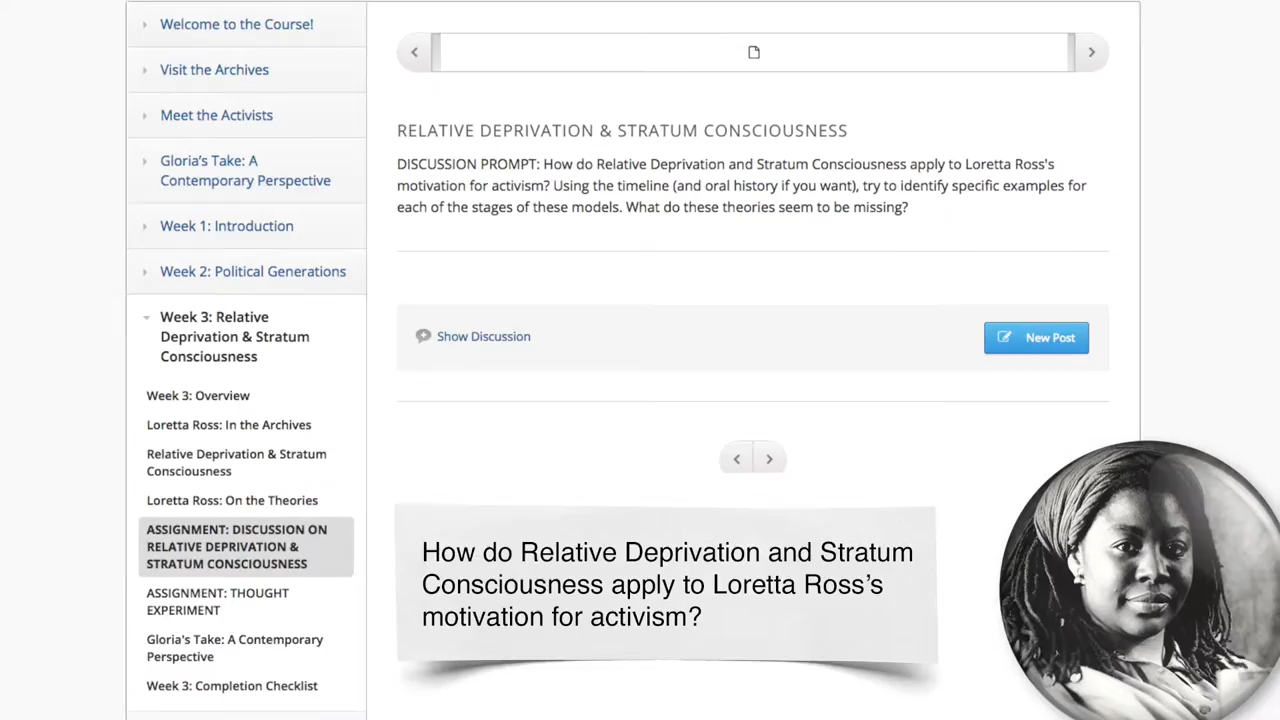 Welcome to the Course!
Visit the Archives
Meet the Activists
Gloria's Take: A
Contemporary Perspective
Week 1: Introduction
Week 2: Political Generations
Week 3: Relative
Deprivation & Stratum
Consciousness
Week 3: Overview
Loretta Ross: In the Archives
Relative Deprivation & Stratum
Consciousness
Loretta Ross: On the Theories
ASSIGNMENT: DISCUSSION ON
RELATIVE DEPRIVATION &
STRATUM CONSCIOUSNESS
ASSIGNMENT: THOUGHT
EXPERIMENT
Gloria's Take: A Contemporary
Perspective
Week 3: Completion Checklist
RELATIVE DEPRIVATION & STRATUM CONSCIOUSNESS
DISCUSSION PROMPT: How do Relative Deprivation and Stratum Consciousness apply to Loretta Ross's
motivation for activism? Using the timeline (and oral history if you want), try to identify specific examples for
each of the stages of these models. What do these theories seem to be missing?
Show Discussion
New Post
How do Relative Deprivation and Stratum
Consciousness apply to Loretta Ross’s
motivation for activism?